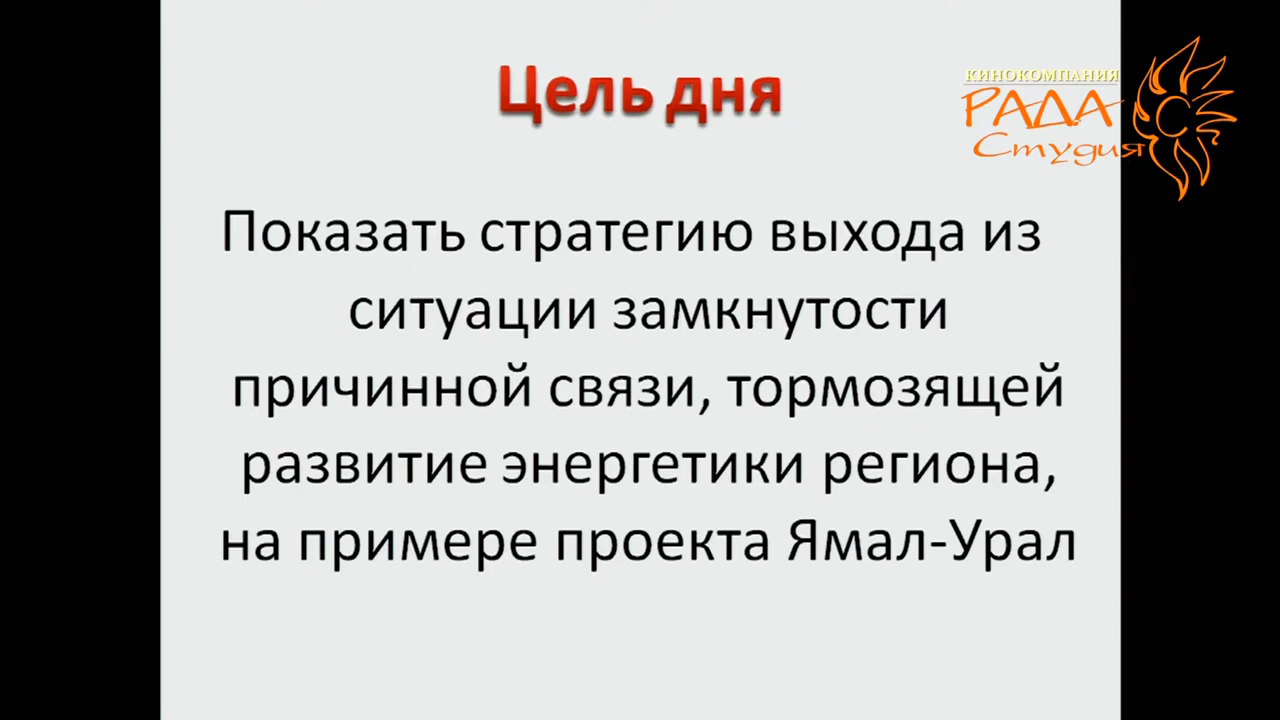 Цель дня
КИНОКОМПАНИЯ
РАДА
Студия
Показать стратегию выхода из
ситуации замкнутости
причинной связи, тормозящей
развитие энергетики региона,
на примере проекта Ямал-Урал